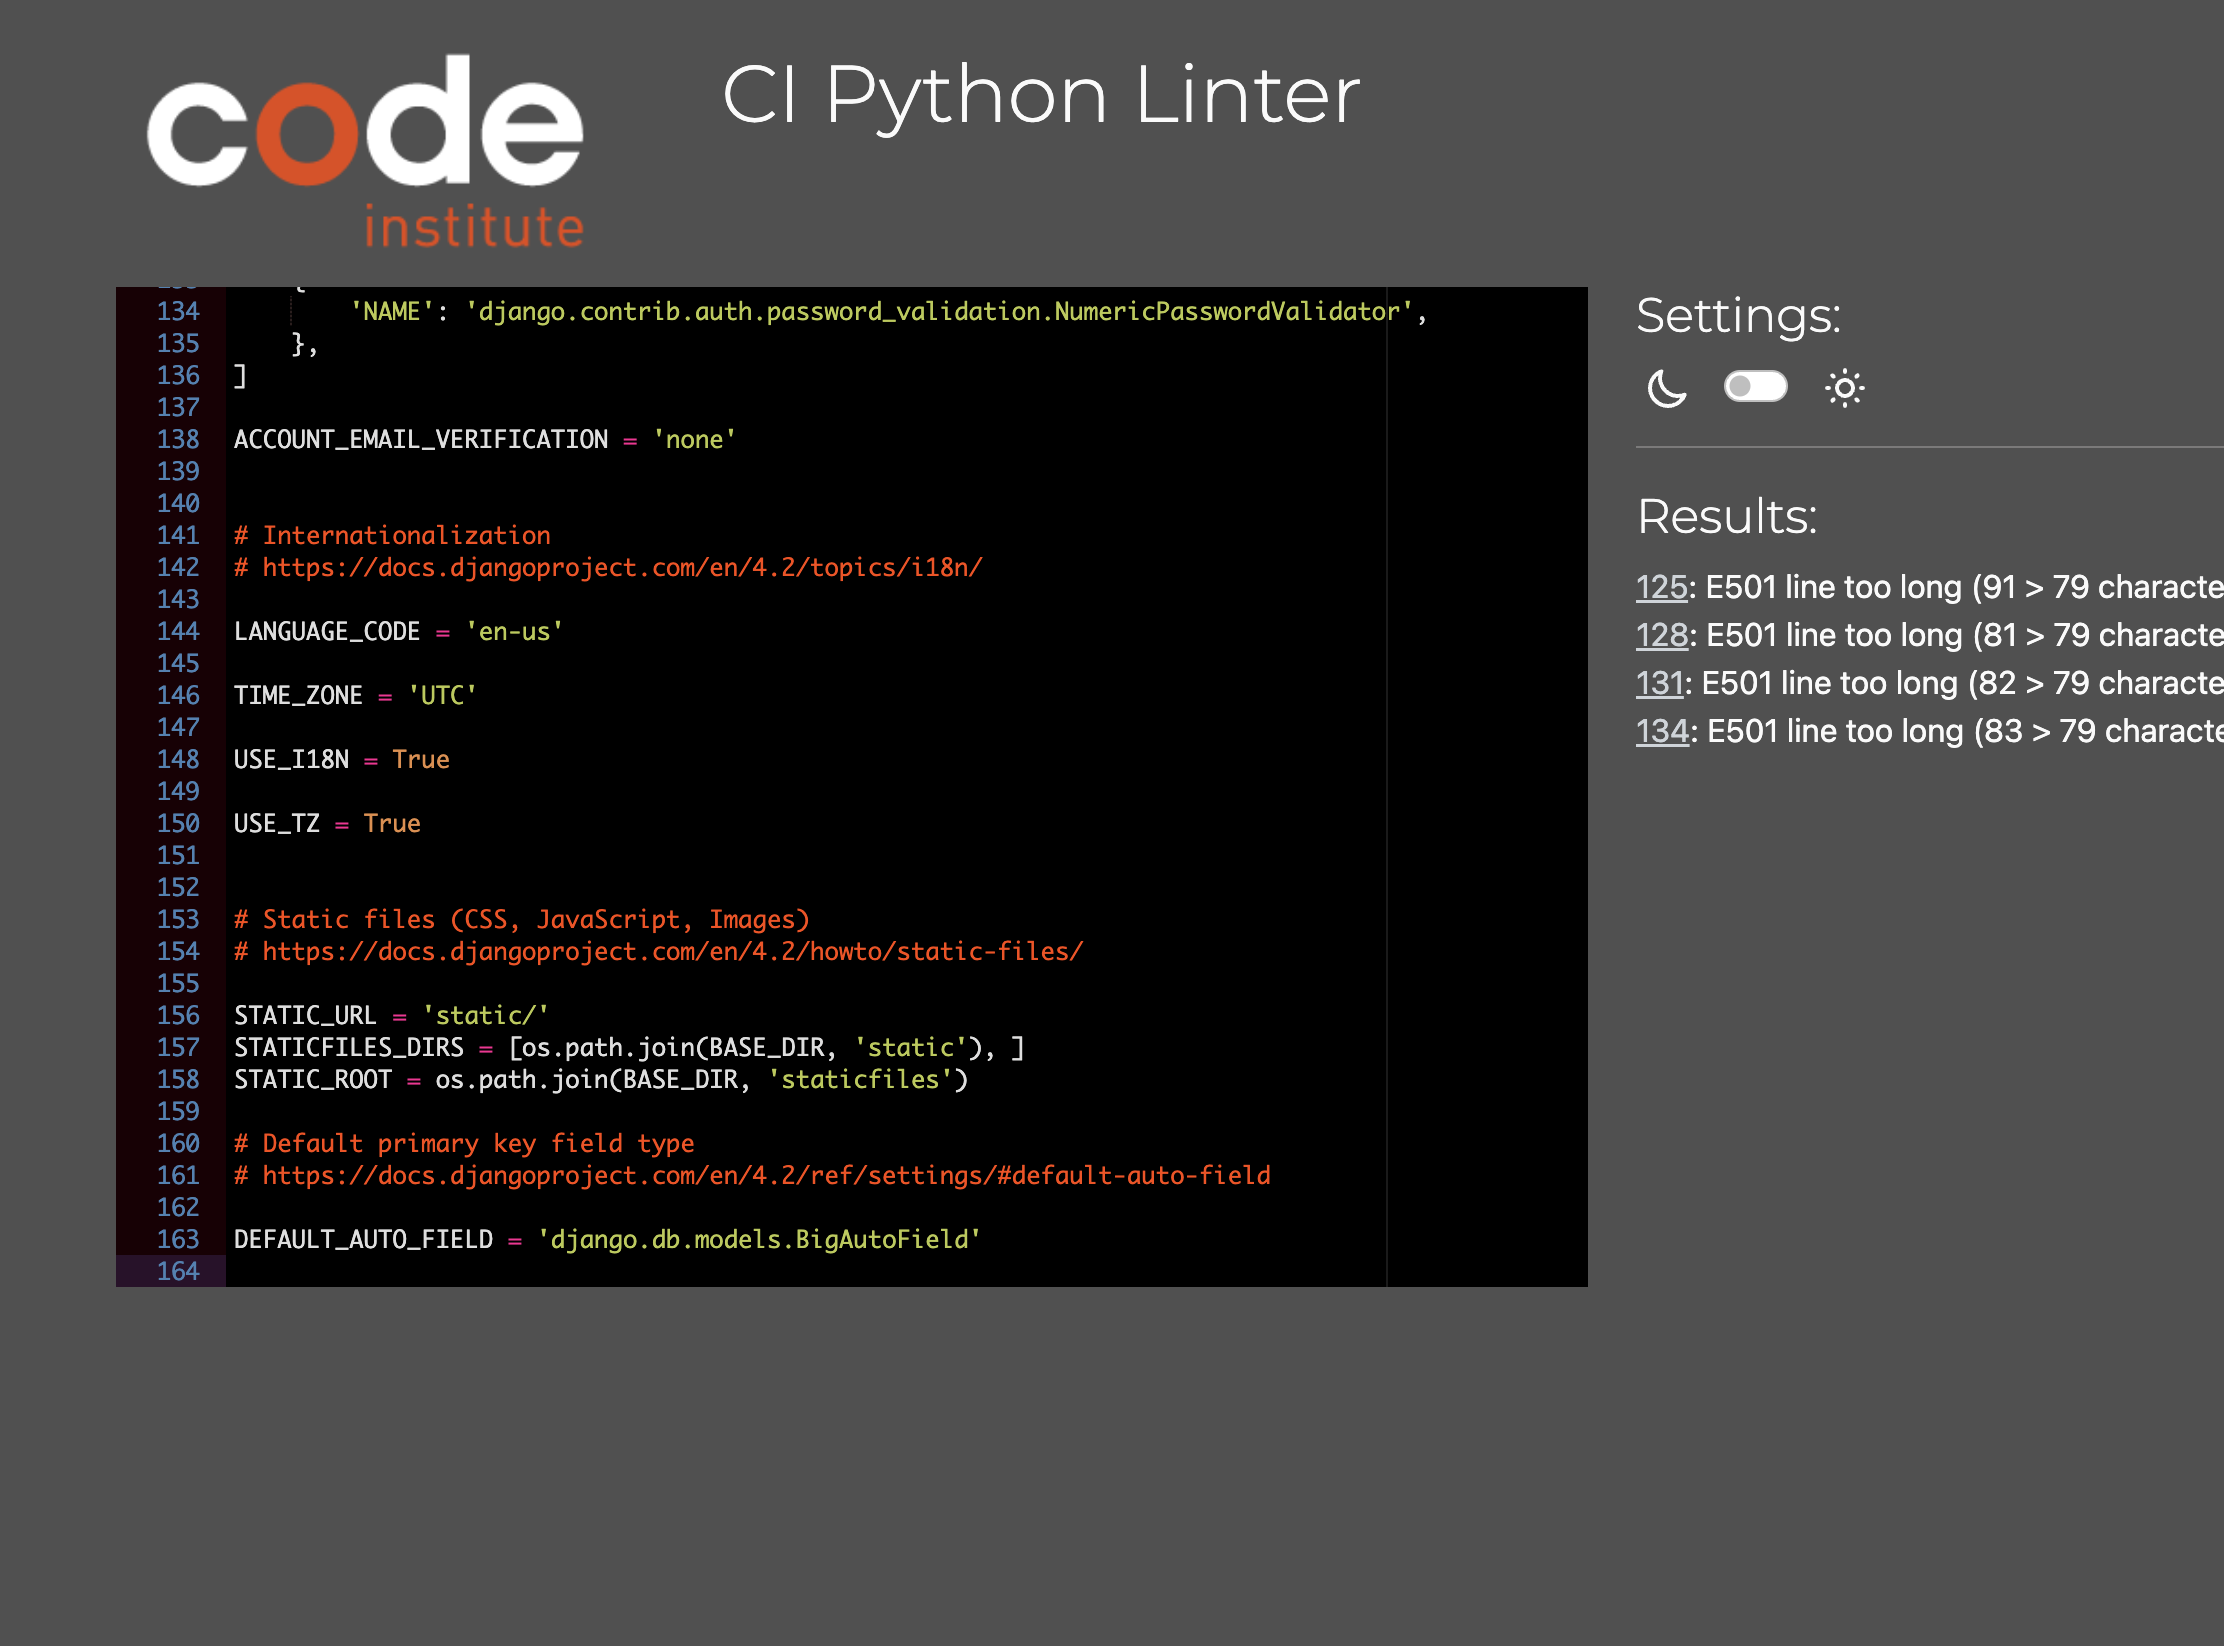 code
institute
CI Python Linter
134 'NAME': 'django.contrib.auth.password_validation.NumericPasswordValidator',
135 },
136 ]
137
138 ACCOUNT_EMAIL_VERIFICATION = 'none'
139
140
141 # Internationalization
142 # https://docs.djangoproject.com/en/4.2/topics/i18n/
143
144 LANGUAGE_CODE = 'en-us'
145
146 TIME_ZONE = 'UTC'
147
148 USE_I18N = True
149
150 USE_TZ = True
151
152
153 # Static files (CSS, JavaScript, Images)
154 # https://docs.djangoproject.com/en/4.2/howto/static-files/
155
156 STATIC_URL = 'static/'
157 STATICFILES_DIRS = [os.path.join(BASE_DIR, 'static'), ]
158 STATIC_ROOT = os.path.join(BASE_DIR, 'staticfiles')
159
160 # Default primary key field type
161 # https://docs.djangoproject.com/en/4.2/ref/settings/#default-auto-field
162
163 DEFAULT_AUTO_FIELD = 'django.db.models.BigAutoField'
164
Settings:
Results:
125: E501 line too long (91 > 79 characte
128: E501 line too long (81 > 79 characte
131: E501 line too long (82 > 79 characte
134: E501 line too long (83 > 79 characte